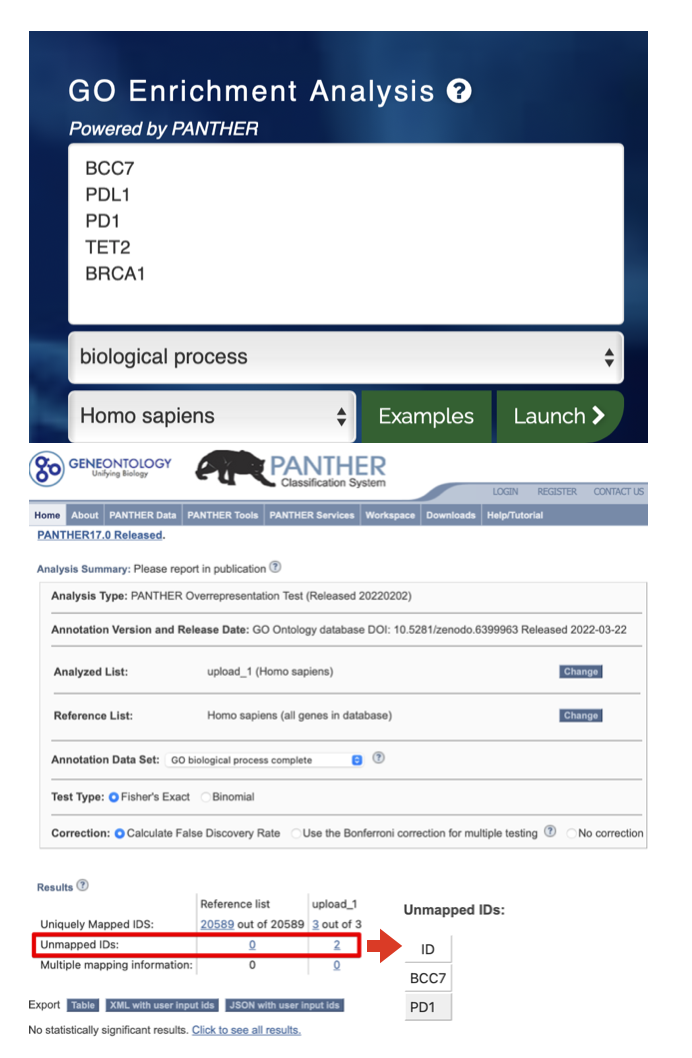 GO Enrichment Analysis ?
Powered by PANTHER
BCC7
PDL1
PD1
TET2
BRCA1
biological process
Homo sapiens Examples Launch
GENEONTOLOGY
Unifying Biology
PANTHER
Classification System
LOGIN REGISTER CONTACT US
Home About PANTHER Data PANTHER Tools PANTHER Services Workspace Downloads Help/Tutorial
PANTHER17.0 Released.
Analysis Summary: Please report in publication ?
Analysis Type: PANTHER Overrepresentation Test (Released 20220202)
Annotation Version and Release Date: GO Ontology database DOI: 10.5281/zenodo.6399963 Released 2022-03-22
Analyzed List: upload_1 (Homo sapiens) Change
Reference List: Homo sapiens (all genes in database) Change
Annotation Data Set: GO biological process complete ?
Test Type: Fisher's Exact Binomial
Correction: Calculate False Discovery Rate Use the Bonferroni correction for multiple testing ? No correction
Results ?
Reference list upload_1
Uniquely Mapped IDS: 20589 out of 20589 3 out of 3
Unmapped IDs: 0 2
Multiple mapping information: 0 0
Unmapped IDs:
ID
BCC7
PD1
Export Table XML with user input ids JSON with user input ids
No statistically significant results. Click to see all results.